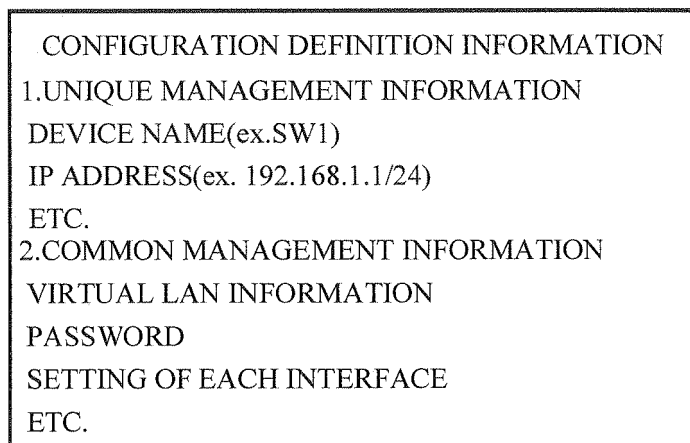 CONFIGURATION DEFINITION INFORMATION
1.UNIQUE MANAGEMENT INFORMATION
DEVICE NAME(ex.SW1)
IP ADDRESS(ex. 192.168.1.1/24)
ETC.
2.COMMON MANAGEMENT INFORMATION
VIRTUAL LAN INFORMATION
PASSWORD
SETTING OF EACH INTERFACE
ETC.